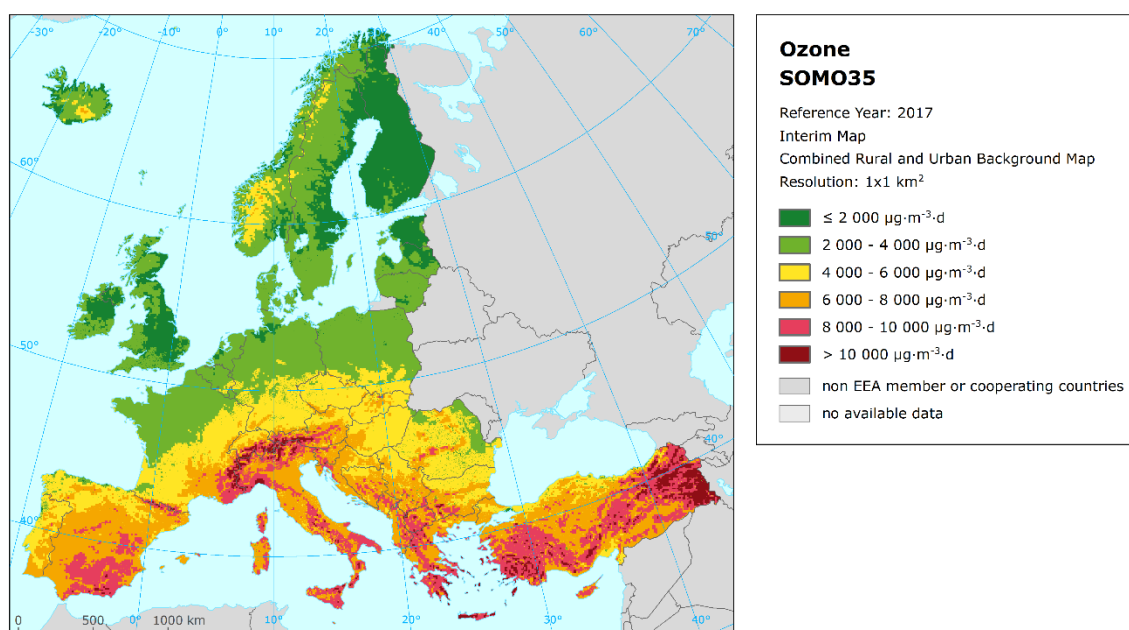 -30° -20° -10° 0° 10° 20° 30° 40° 50° 60° 70°
60°
50°
40°
60°
50°
40°
0 500 1000 km
0° 10° 20° 30° 40°
Ozone
SOMO35
Reference Year: 2017
Interim Map
Combined Rural and Urban Background Map
Resolution: 1x1 km²
≤ 2 000 µg·m⁻³·d
2 000 - 4 000 µg·m⁻³·d
4 000 - 6 000 µg·m⁻³·d
6 000 - 8 000 µg·m⁻³·d
8 000 - 10 000 µg·m⁻³·d
> 10 000 µg·m⁻³·d
non EEA member or cooperating countries
no available data